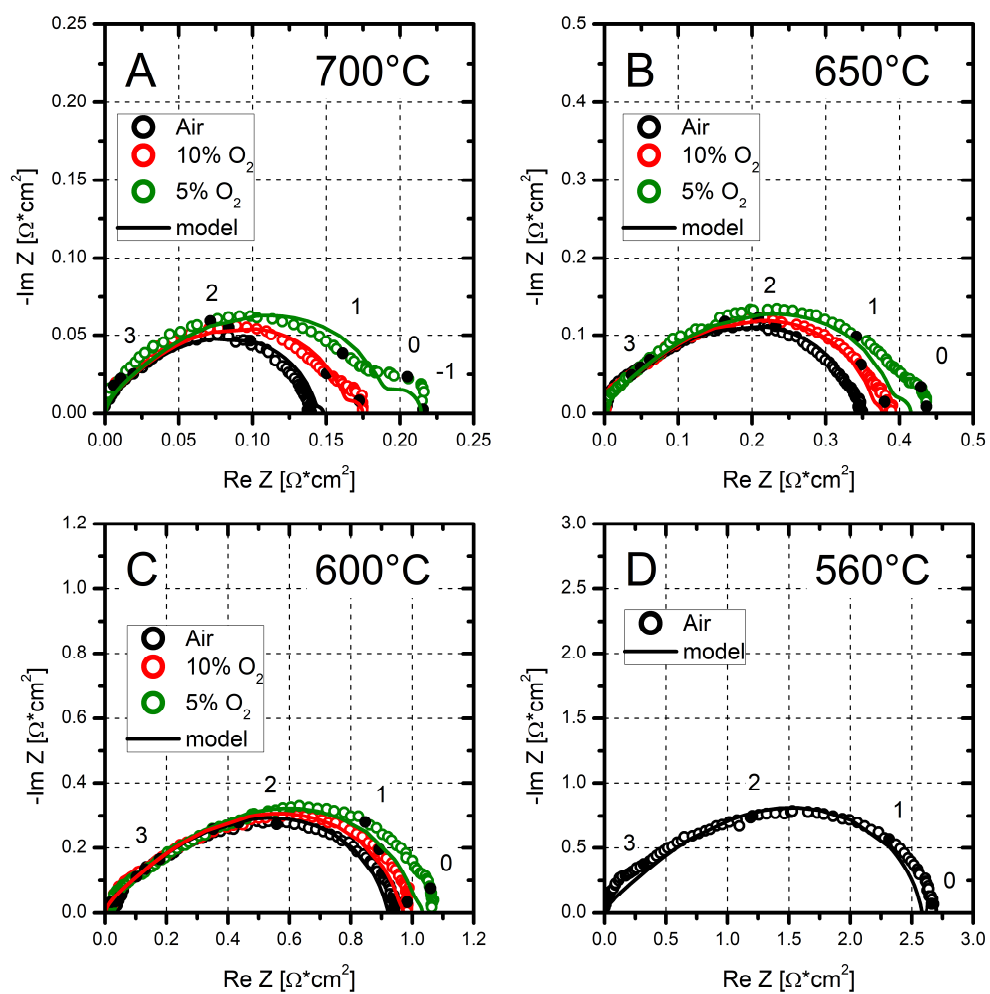 A 700°C
Air
10% O2
5% O2
model
3 2 1 0 -1
0.25
0.20
0.25
0.10
0.05
0.00
0.00 0.05 0.10 0.15 0.20 0.25
-Im Z [Ω*cm2]
Re Z [Ω*cm2]
B 650°C
Air
10% O2
5% O2
model
3 2 1 0
0.5
0.4
0.5
0.2
0.1
0.0
0.0 0.1 0.2 0.3 0.4 0.5
-Im Z [Ω*cm2]
Re Z [Ω*cm2]
C 600°C
Air
10% O2
5% O2
model
3 2 1 0
1.2
1.0
0.8
0.6
0.4
0.2
0.0
0.0 0.2 0.4 0.6 0.8 1.0 1.2
-Im Z [Ω*cm2]
Re Z [Ω*cm2]
D 560°C
Air
model
3 2 1 0
3.0
2.5
2.0
1.5
1.0
0.5
0.0
0.0 0.5 1.0 1.5 2.0 2.5 3.0
-Im Z [Ω*cm2]
Re Z [Ω*cm2]